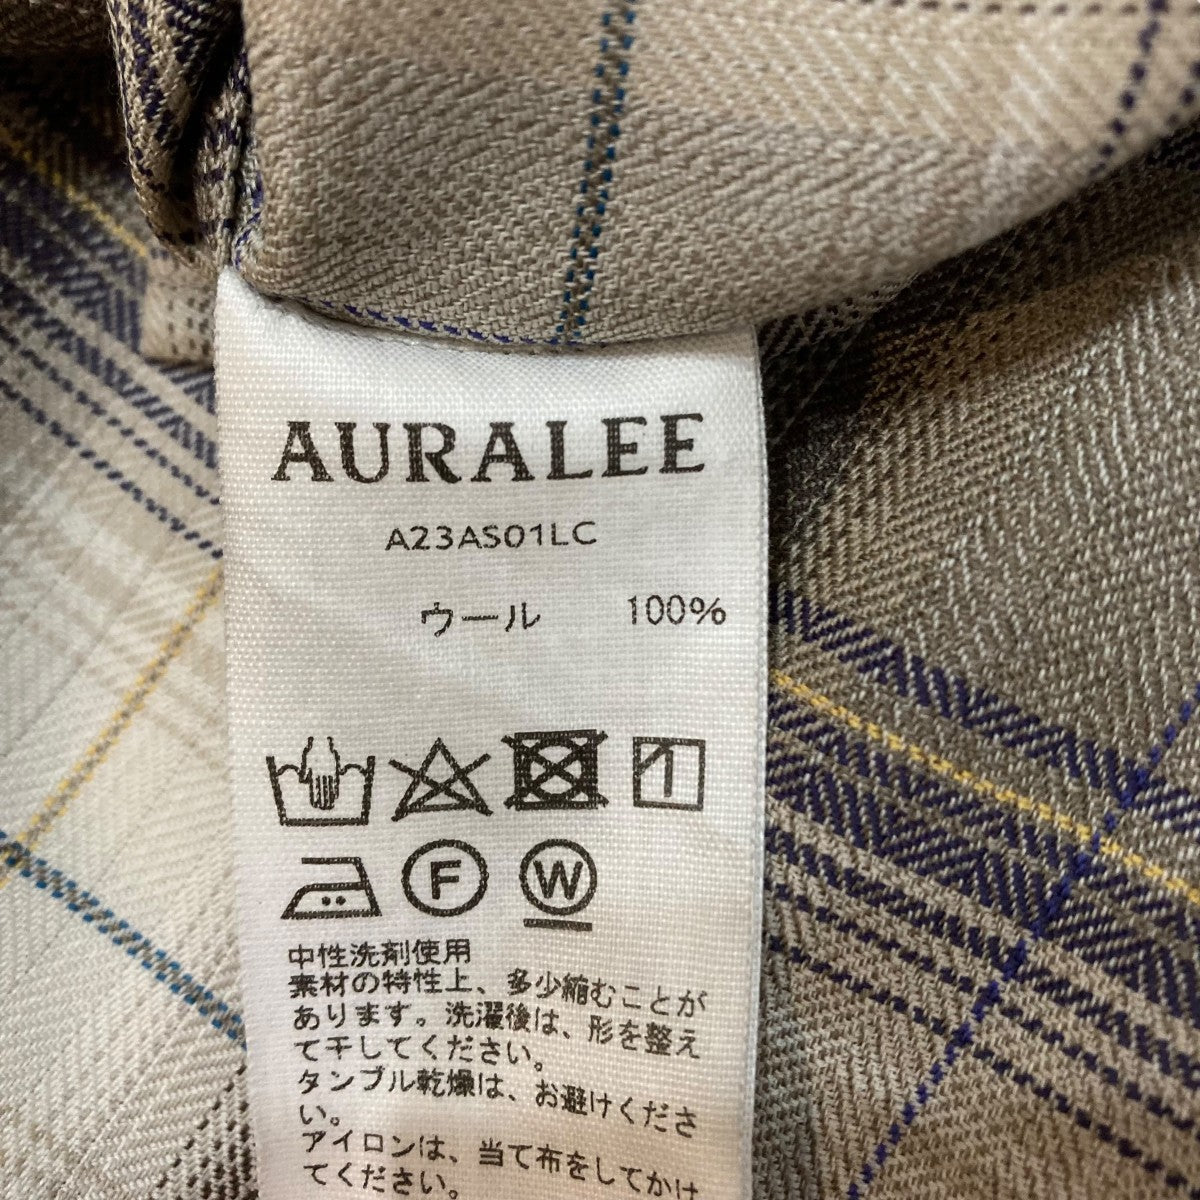 AURALEE
A23AS01LC
ウール 100%
F W
中性洗剤使用
素材の特性上、多少縮むことが
あります。洗濯後は、形を整え
て干してください。
タンブル乾燥は、お避けくださ
い。
アイロンは、当て布をしてかけ
てください。